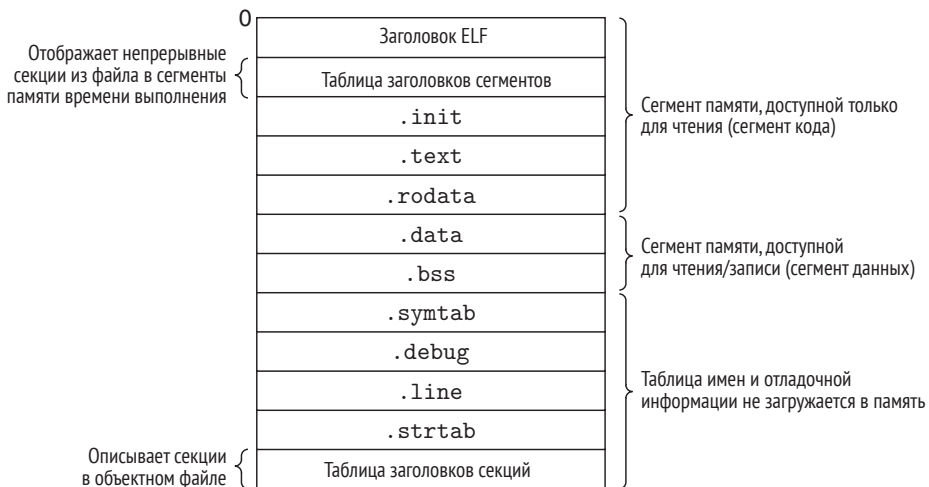 0
Заголовок ELF
Отображает непрерывные
секции из файла в сегменты
памяти времени выполнения
Таблица заголовков сегментов
.init
.text
.rodata
Сегмент памяти, доступной только
для чтения (сегмент кода)
.data
.bss
Сегмент памяти, доступной
для чтения/записи (сегмент данных)
.symtab
.debug
.line
.strtab
Таблица имен и отладочной
информации не загружается в память
Описывает секции
в объектном файле
Таблица заголовков секций